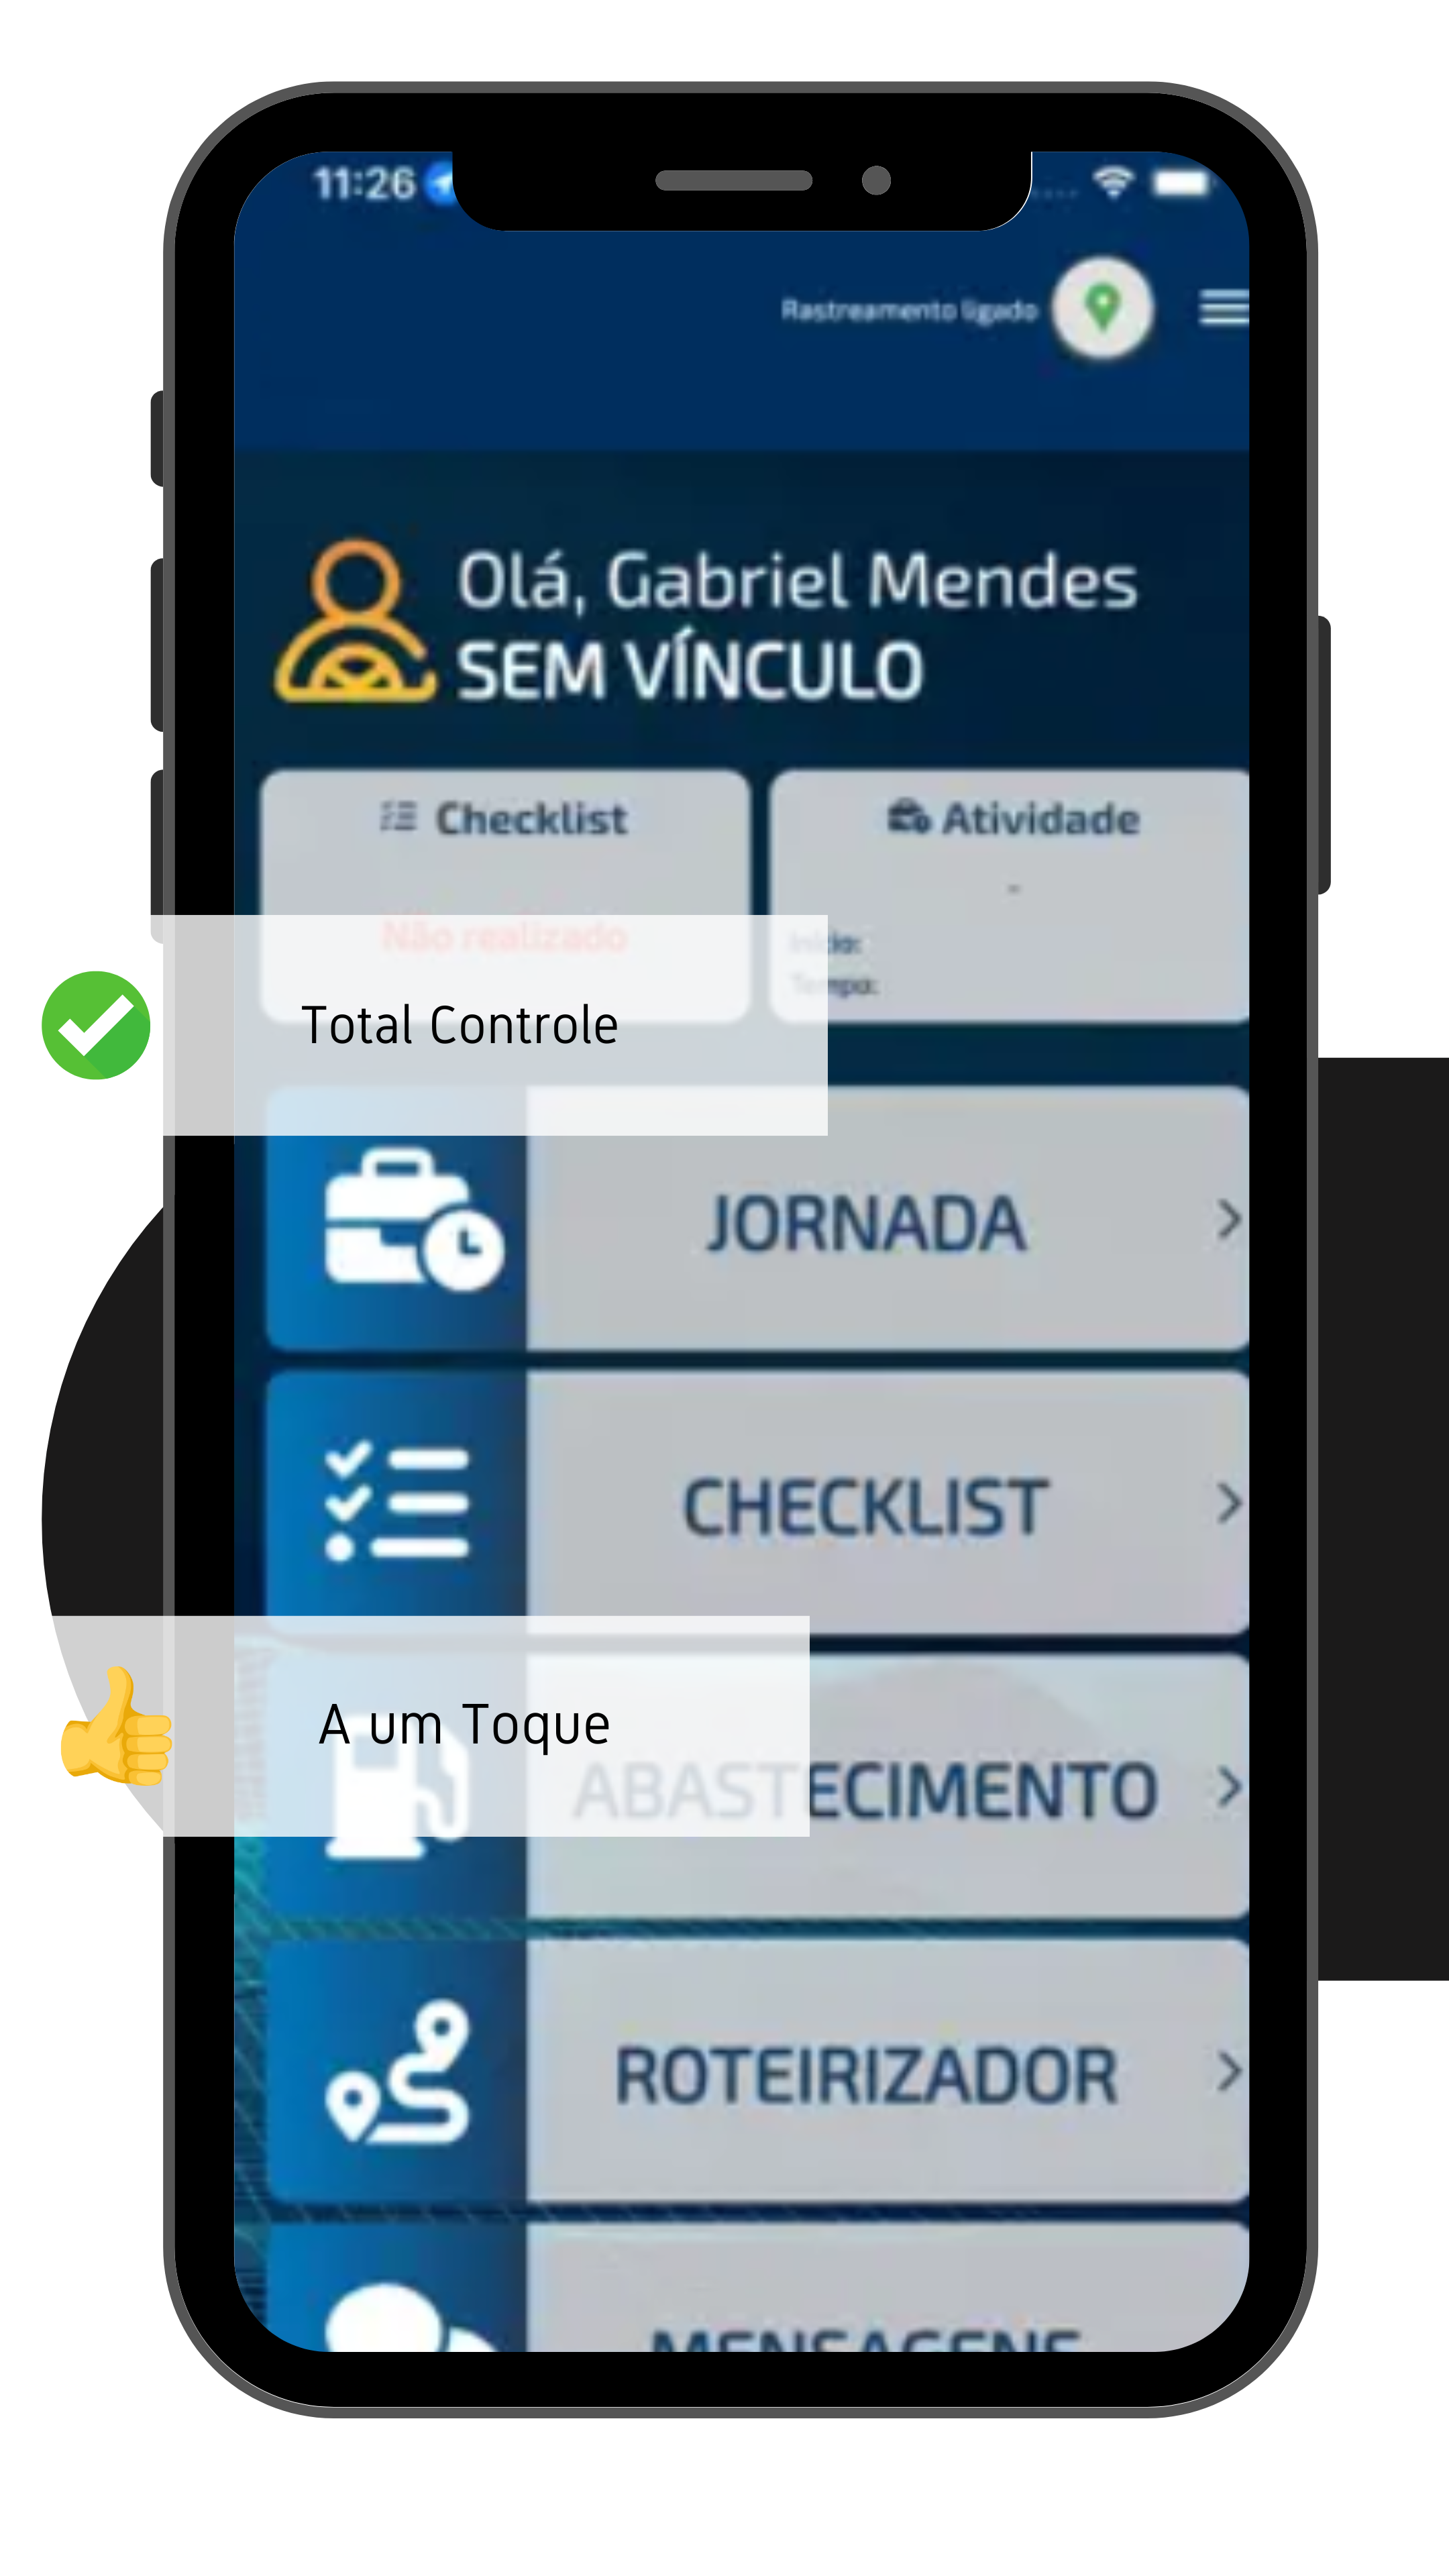 11:26
Rastreamento ligado
Olá, Gabriel Mendes
SEM VÍNCULO
Checklist
Não realizado
Atividade
-
Início:
Tempo:
Total Controle
JORNADA
CHECKLIST
A um Toque
ABASTECIMENTO
ROTEIRIZADOR
MENSAGENS